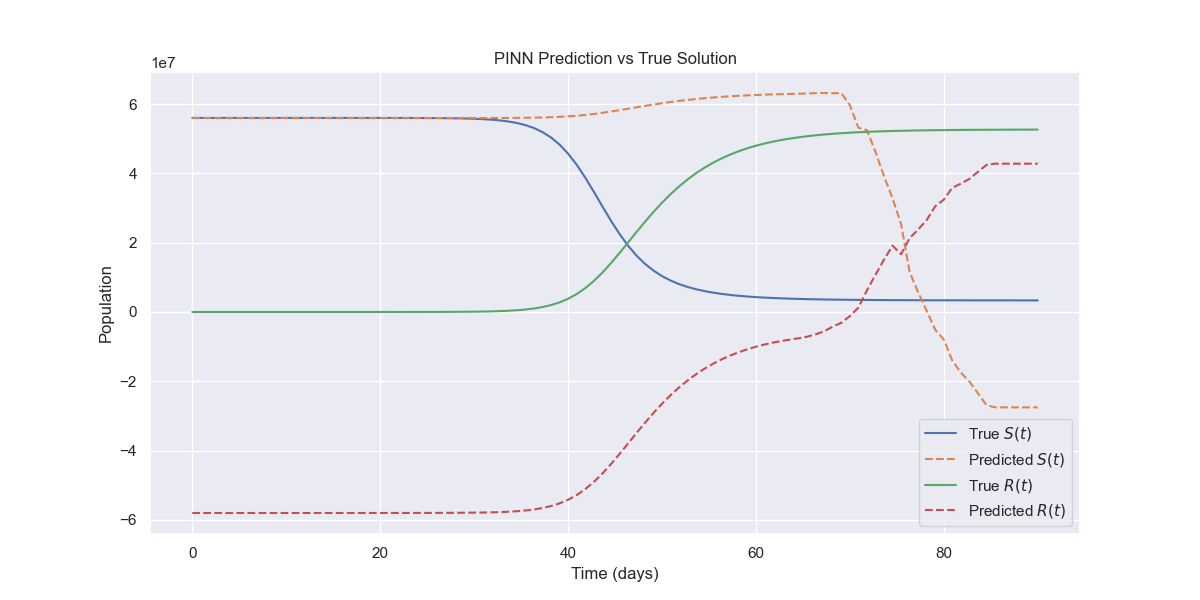 PINN Prediction vs True Solution
1e7
6
4
2
0
−2
−4
−6
Population
0
20
40
60
80
Time (days)
True S(t)
Predicted S(t)
True R(t)
Predicted R(t)